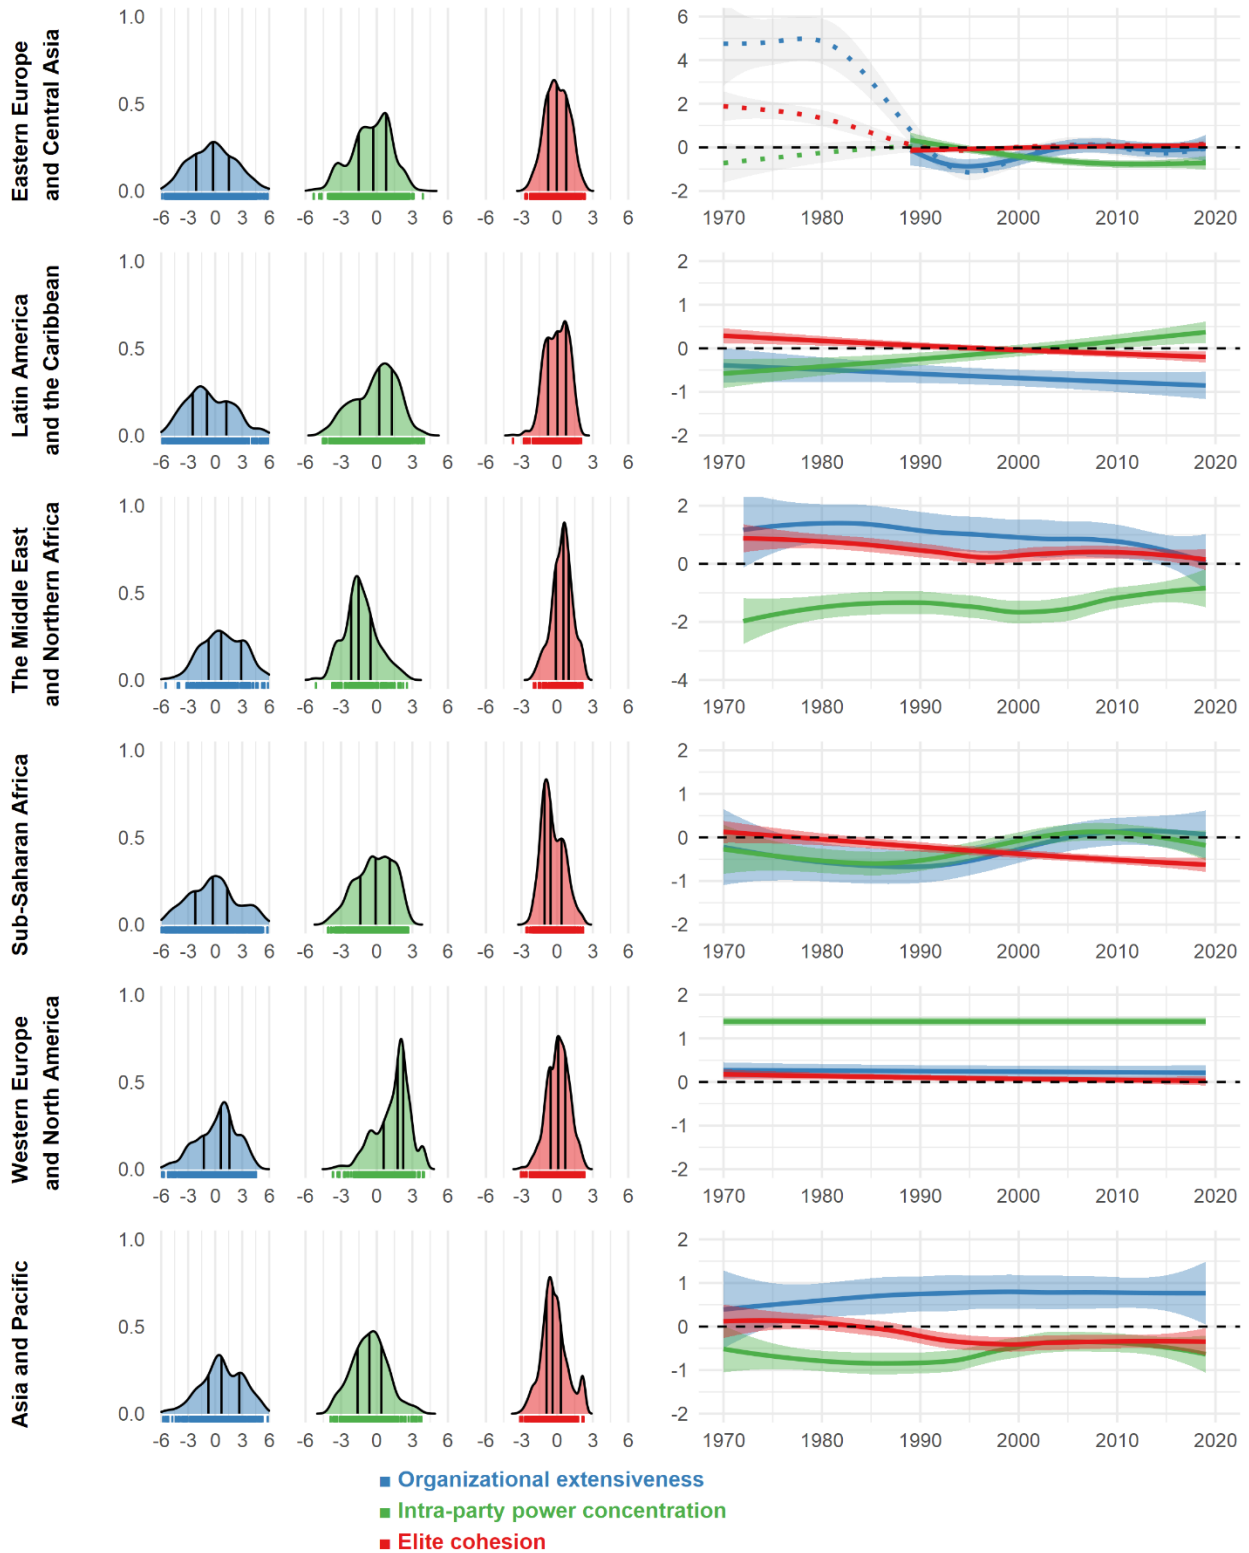 Eastern Europe
and Central Asia
1.0
0.5
0.0
-6 -3 0 3 6 -6 -3 0 3 6 -6 -3 0 3 6
6
4
2
0
-2
1970 1980 1990 2000 2010 2020
Latin America
and the Caribbean
1.0
0.5
0.0
-6 -3 0 3 6 -6 -3 0 3 6 -6 -3 0 3 6
2
1
0
-1
-2
1970 1980 1990 2000 2010 2020
The Middle East
and Northern Africa
1.0
0.5
0.0
-6 -3 0 3 6 -6 -3 0 3 6 -6 -3 0 3 6
2
0
-2
-4
1970 1980 1990 2000 2010 2020
Sub-Saharan Africa
1.0
0.5
0.0
-6 -3 0 3 6 -6 -3 0 3 6 -6 -3 0 3 6
2
1
0
-1
-2
1970 1980 1990 2000 2010 2020
Western Europe
and North America
1.0
0.5
0.0
-6 -3 0 3 6 -6 -3 0 3 6 -6 -3 0 3 6
2
1
0
-1
-2
1970 1980 1990 2000 2010 2020
Asia and Pacific
1.0
0.5
0.0
-6 -3 0 3 6 -6 -3 0 3 6 -6 -3 0 3 6
2
1
0
-1
-2
1970 1980 1990 2000 2010 2020
Organizational extensiveness
Intra-party power concentration
Elite cohesion